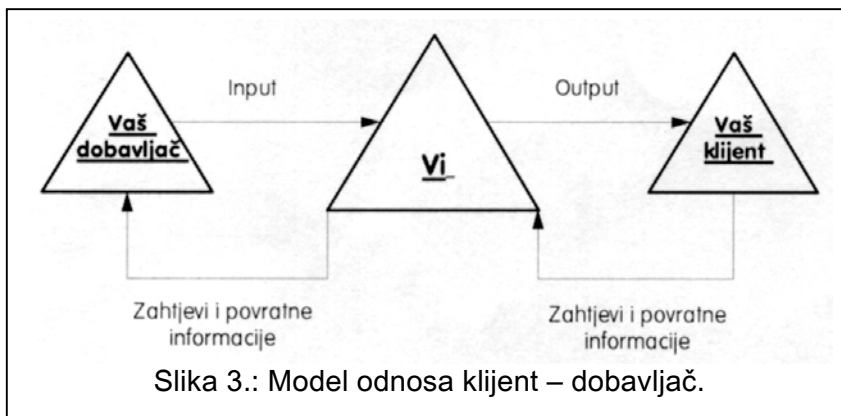 Input
Output
Vaš
dobavljač
Vi
Vaš
klijent
Zahtjevi i povratne
informacije
Zahtjevi i povratne
informacije
Slika 3.: Model odnosa klijent – dobavljač.